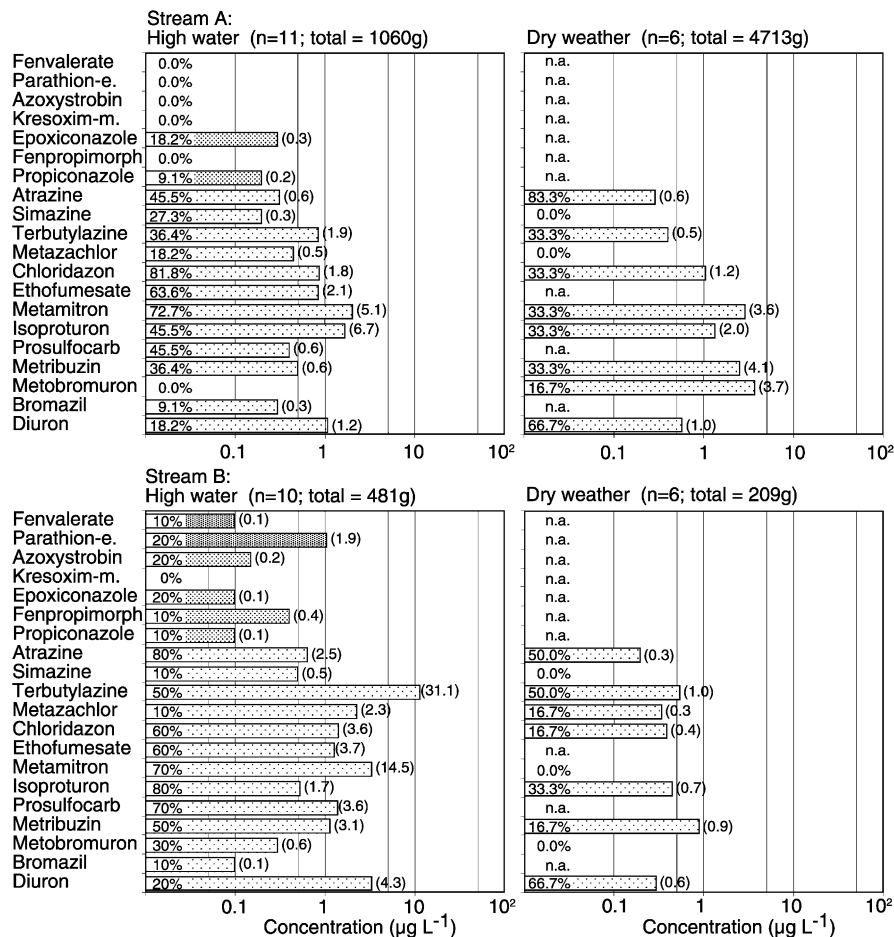 Stream A:
High water (n=11; total = 1060g) Dry weather (n=6; total = 4713g)
Fenvalerate 0.0% n.a.
Parathion-e. 0.0% n.a.
Azoxystrobin 0.0% n.a.
Kresoxim-m. 0.0% n.a.
Epoxiconazole 18.2% (0.3) n.a.
Fenpropimorph 0.0% n.a.
Propiconazole 9.1% (0.2) n.a.
Atrazine 45.5% (0.6) 83.3% (0.6)
Simazine 27.3% (0.3) 0.0%
Terbutylazine 36.4% (1.9) 33.3% (0.5)
Metazachlor 18.2% (0.5) 0.0%
Chloridazon 81.8% (1.8) 33.3% (1.2)
Ethofumesate 63.6% (2.1) n.a.
Metamitron 72.7% (5.1) 33.3% (3.6)
Isoproturon 45.5% (6.7) 33.3% (2.0)
Prosulfocarb 45.5% (0.6) n.a.
Metribuzin 36.4% (0.6) 33.3% (4.1)
Metobromuron 0.0% 16.7% (3.7)
Bromazil 9.1% (0.3) n.a.
Diuron 18.2% (1.2) 66.7% (1.0)
0.1 1 10 10² 0.1 1 10 10²
Stream B:
High water (n=10; total = 481g) Dry weather (n=6; total = 209g)
Fenvalerate 10% (0.1) n.a.
Parathion-e. 20% (1.9) n.a.
Azoxystrobin 20% (0.2) n.a.
Kresoxim-m. 0% n.a.
Epoxiconazole 20% (0.1) n.a.
Fenpropimorph 10% (0.4) n.a.
Propiconazole 10% (0.1) n.a.
Atrazine 80% (2.5) 50.0% (0.3)
Simazine 10% (0.5) 0.0%
Terbutylazine 50% (31.1) 50.0% (1.0)
Metazachlor 10% (2.3) 16.7% (0.3
Chloridazon 60% (3.6) 16.7% (0.4)
Ethofumesate 60% (3.7) n.a.
Metamitron 70% (14.5) 0.0%
Isoproturon 80% (1.7) 33.3% (0.7)
Prosulfocarb 70% (3.6) n.a.
Metribuzin 50% (3.1) 16.7% (0.9)
Metobromuron 30% (0.6) 0.0%
Bromazil 10% (0.1) n.a.
Diuron 20% (4.3) 66.7% (0.6)
0.1 1 10 10² 0.1 1 10 10²
Concentration (µg L⁻¹) Concentration (µg L⁻¹)